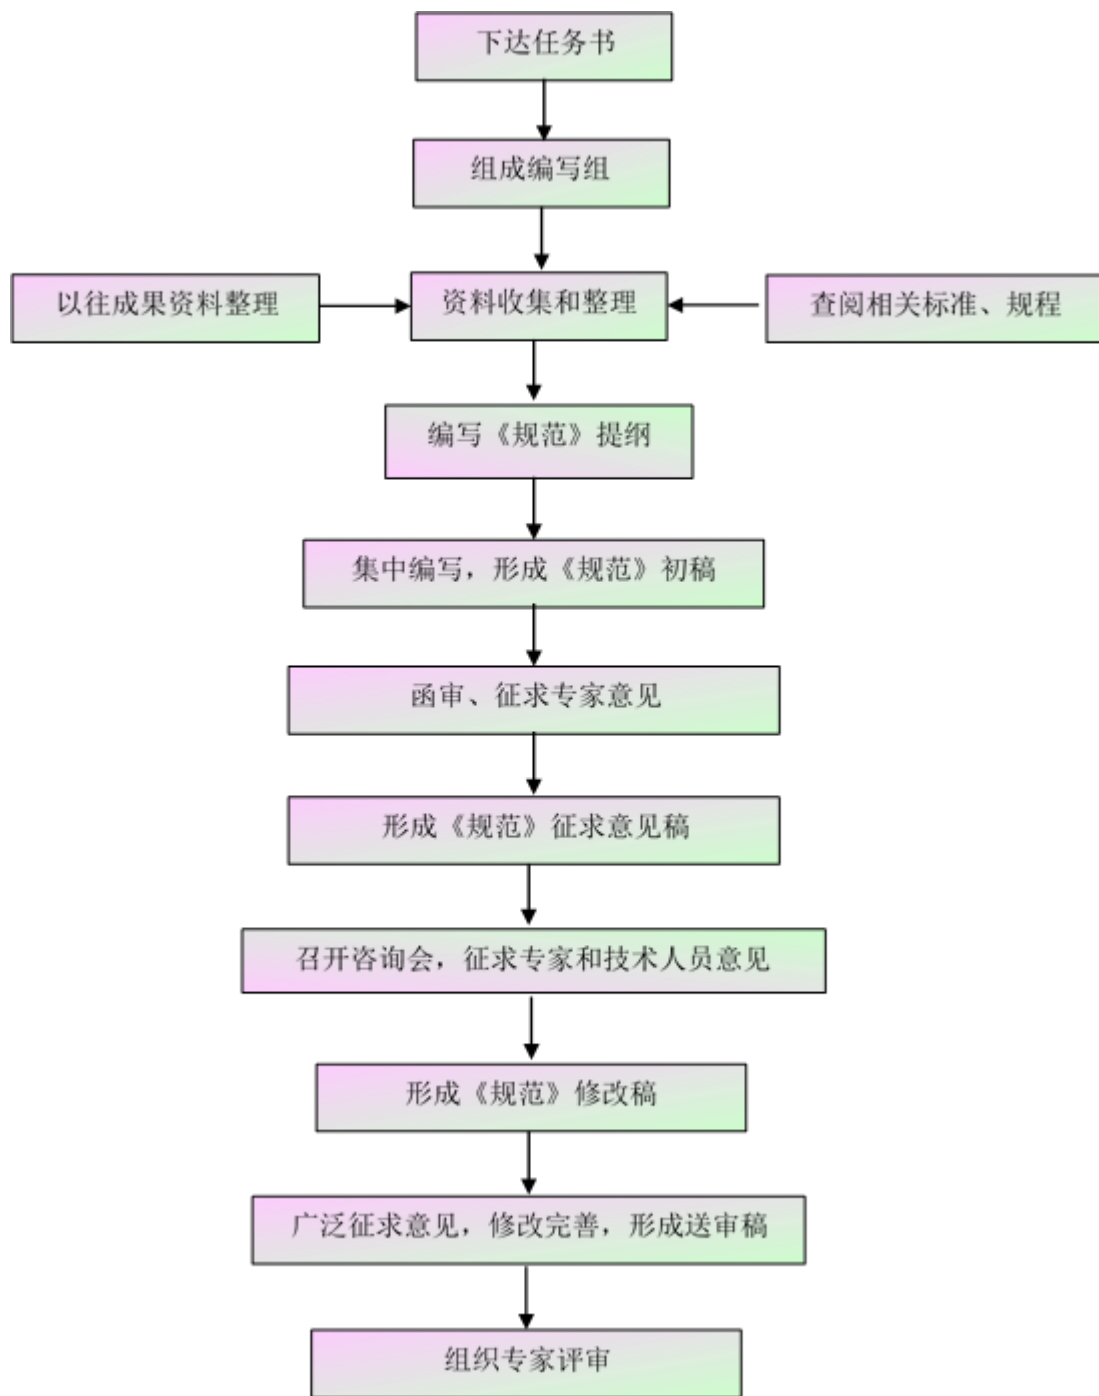 下达任务书
组成编写组
以往成果资料整理
资料收集和整理
查阅相关标准、规程
编写《规范》提纲
集中编写，形成《规范》初稿
函审、征求专家意见
形成《规范》征求意见稿
召开咨询会，征求专家和技术人员意见
形成《规范》修改稿
广泛征求意见，修改完善，形成送审稿
组织专家评审